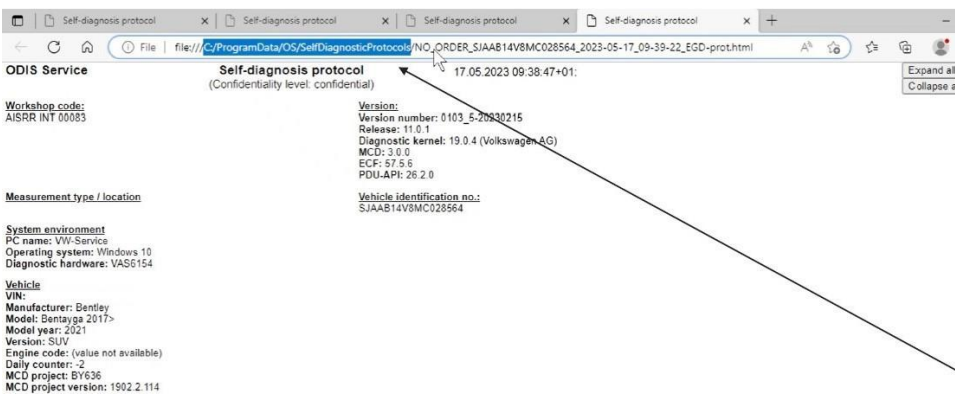 Self-diagnosis protocol
Self-diagnosis protocol
Self-diagnosis protocol
Self-diagnosis protocol
File file:///C:/ProgramData/OS/SelfDiagnosticProtocols/NO_ORDER_SJAAB14V8MC028564_2023-05-17_09-39-22_EGD-prot.html
ODIS Service
Self-diagnosis protocol
(Confidentiality level: confidential)
17.05.2023 09:38:47+01:
Expand all
Collapse a
Workshop code:
AISRR INT 00083
Version:
Version number: 0103_5-20230215
Release: 11.0.1
Diagnostic kernel: 19.0.4 (Volkswagen AG)
MCD: 3.0.0
ECF: 57.5.6
PDU-API: 26.2.0
Measurement type / location
Vehicle identification no.:
SJAAB14V8MC028564
System environment
PC name: VW-Service
Operating system: Windows 10
Diagnostic hardware: VAS6154
Vehicle
VIN:
Manufacturer: Bentley
Model: Bentayga 2017>
Model year: 2021
Version: SUV
Engine code: (value not available)
Daily counter: -2
MCD project: BY636
MCD project version: 1902.2.114